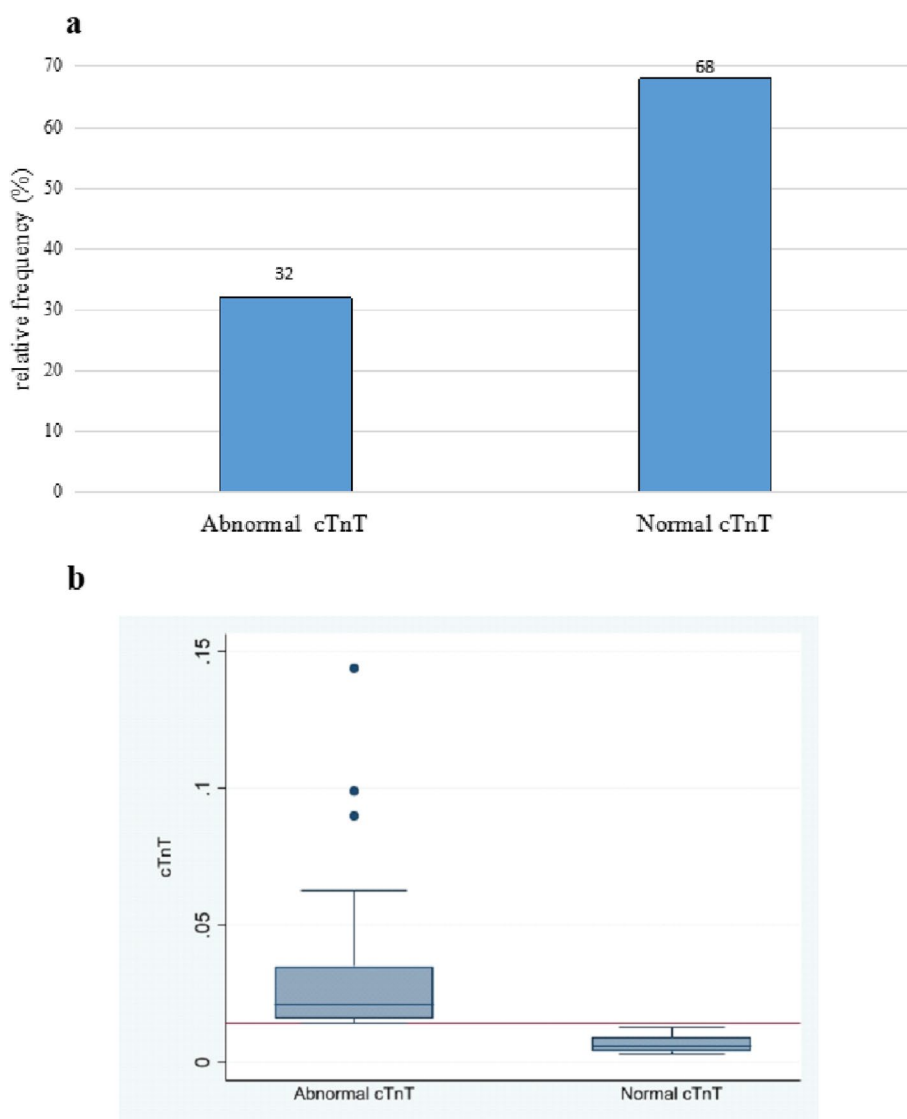 a
70
60
50
40
30
20
10
0
relative frequency (%)
32
68
Abnormal cTnT
Normal cTnT
b
.15
.1
.05
0
cTnT
Abnormal cTnT
Normal cTnT